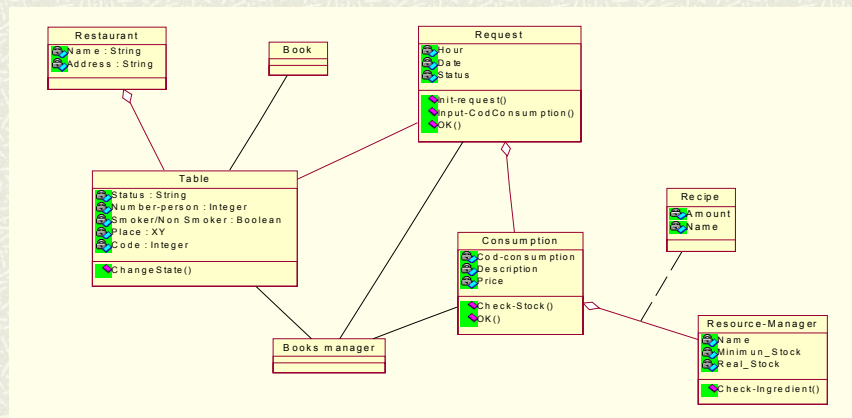 Restaurant
Name : String
Address : String
Book
Request
Hour
Date
Status
Init-request()
Input-CodConsumption()
OK()
Table
Status : String
Number-person : Integer
Smoker/Non Smoker : Boolean
Place : XY
Code : Integer
ChangeState()
Recipe
Amount
Name
Consumption
Cod-consumption
Description
Price
Check-Stock()
OK()
Books manager
Resource-Manager
Name
Minimun_Stock
Real_Stock
Check-Ingredient()